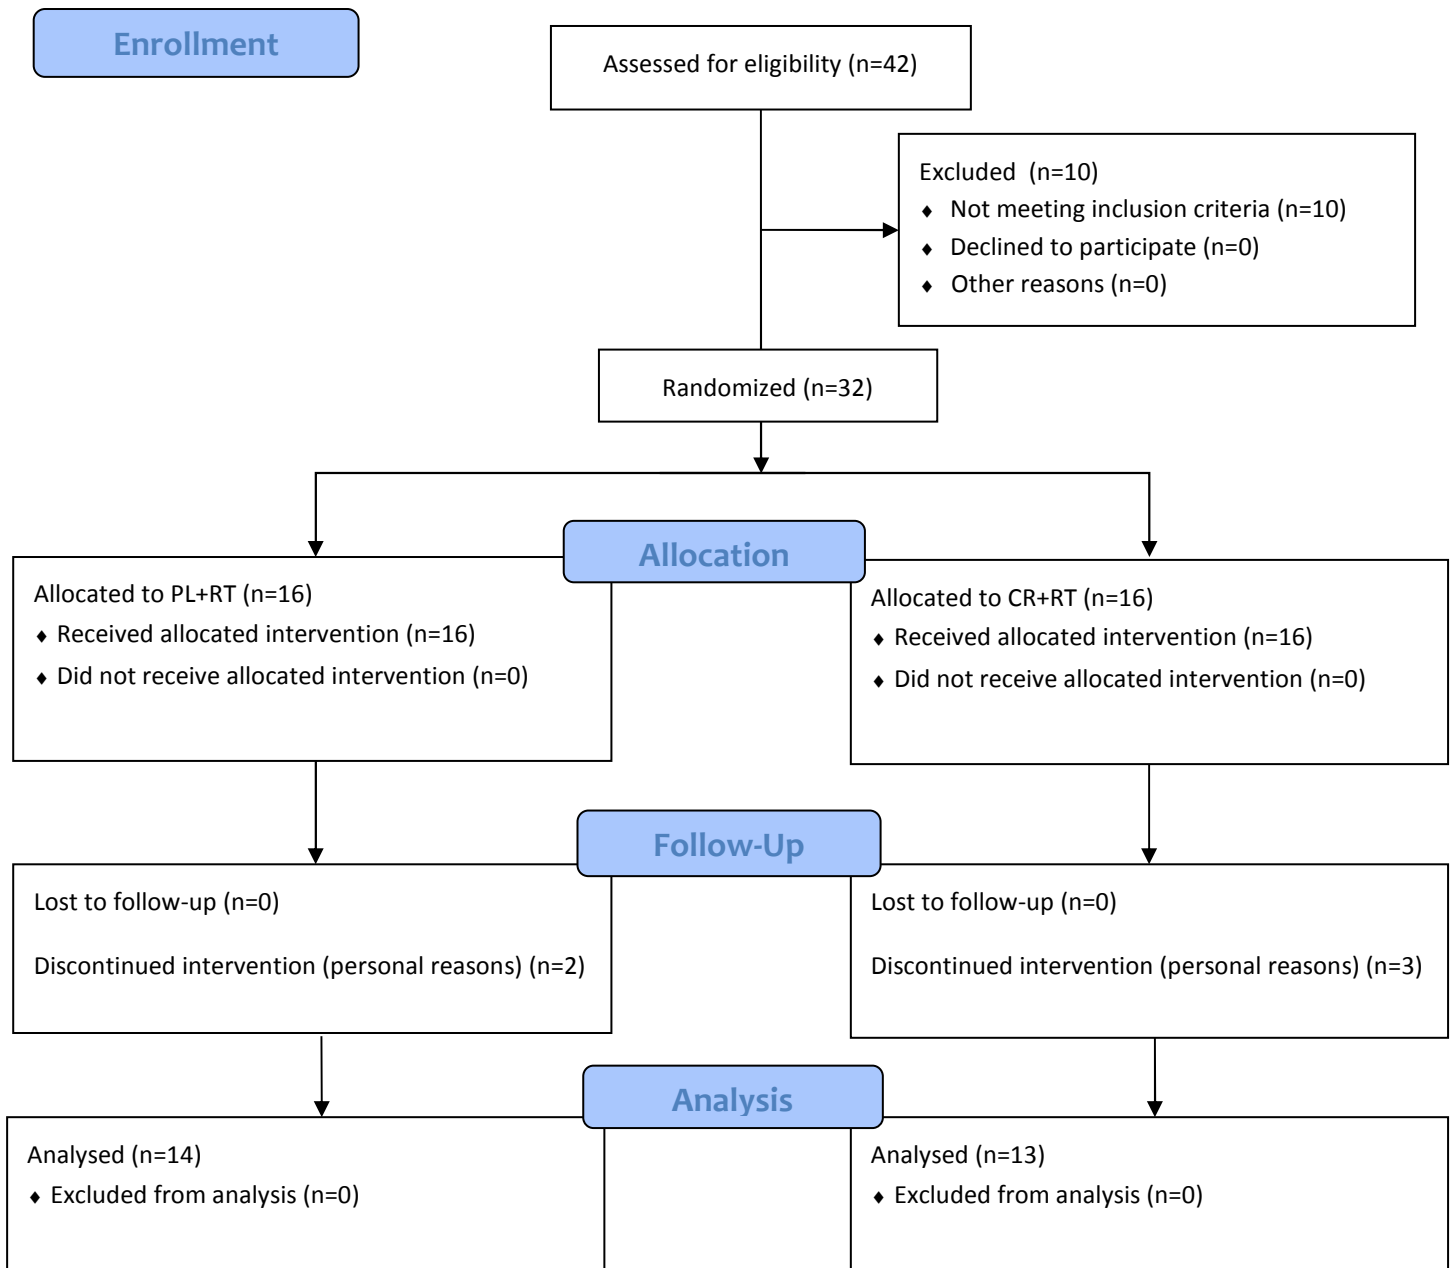 Enrollment
Assessed for eligibility (n=42)
Excluded  (n=10)
♦ Not meeting inclusion criteria (n=10)
♦ Declined to participate (n=0)
♦ Other reasons (n=0)
Randomized (n=32)
Allocation
Allocated to PL+RT (n=16)
♦ Received allocated intervention (n=16)
♦ Did not receive allocated intervention (n=0)
Allocated to CR+RT (n=16)
♦ Received allocated intervention (n=16)
♦ Did not receive allocated intervention (n=0)
Follow-Up
Lost to follow-up (n=0)
Discontinued intervention (personal reasons) (n=2)
Lost to follow-up (n=0)
Discontinued intervention (personal reasons) (n=3)
Analysis
Analysed (n=14)
♦ Excluded from analysis (n=0)
Analysed (n=13)
♦ Excluded from analysis (n=0)